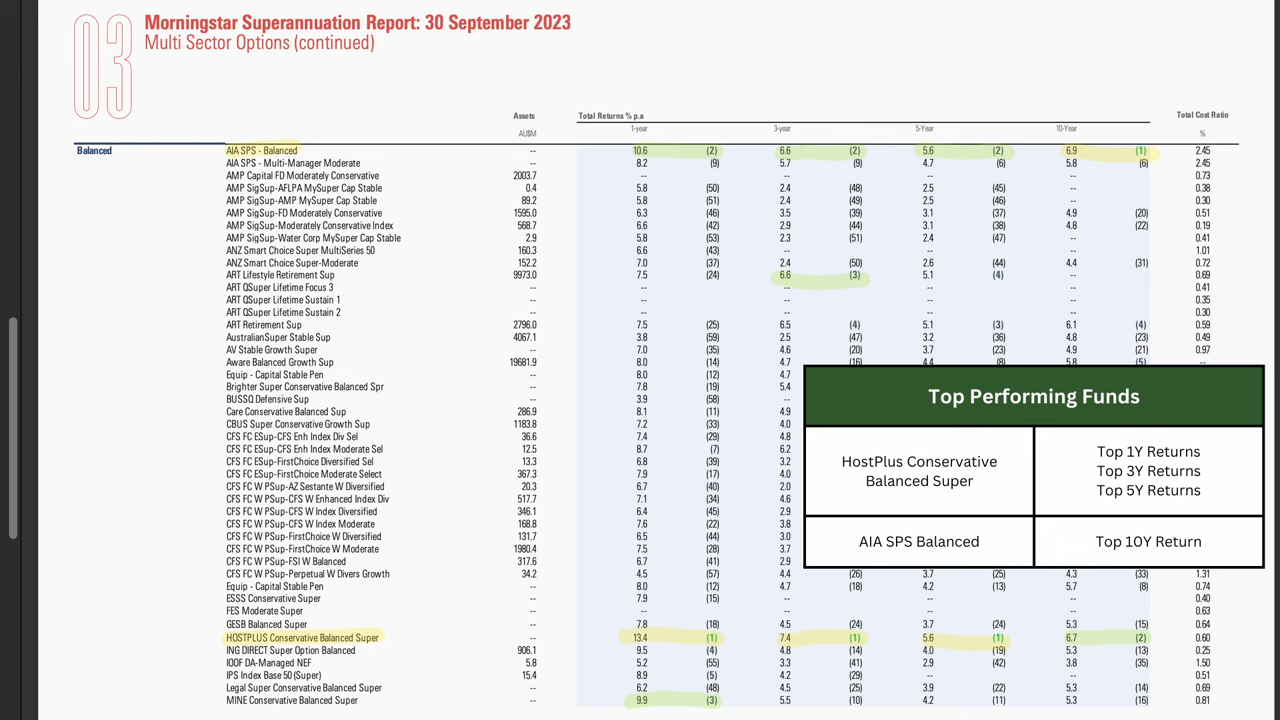 03
Morningstar Superannuation Report: 30 September 2023
Multi Sector Options (continued)
Assets Total Returns % p.a Total Cost Ratio
AU$M 1-year 3-year 5-Year 10-Year %
Balanced AIA SPS - Balanced -- 10.6 (2) 6.6 (2) 5.6 (2) 6.9 (1) 2.45
AIA SPS - Multi-Manager Moderate -- 8.2 (9) 5.7 (9) 4.7 (6) 5.8 (6) 2.45
AMP Capital FD Moderately Conservative 2003.7 -- -- -- -- 0.73
AMP SigSup-AFLPA MySuper Cap Stable 0.4 5.8 (50) 2.4 (48) 2.5 (45) -- 0.38
AMP SigSup-AMP MySuper Cap Stable 89.2 5.8 (51) 2.4 (49) 2.5 (46) -- 0.30
AMP SigSup-FD Moderately Conservative 1595.0 6.3 (46) 3.5 (39) 3.1 (37) 4.9 (20) 0.51
AMP SigSup-Moderately Conservative Index 568.7 6.6 (42) 2.9 (44) 3.1 (38) 4.8 (22) 0.19
AMP SigSup-Water Corp MySuper Cap Stable 2.9 5.8 (53) 2.3 (51) 2.4 (47) -- 0.41
ANZ Smart Choice Super MultiSeries 50 160.3 6.6 (43) -- -- -- 1.01
ANZ Smart Choice Super-Moderate 152.2 7.0 (37) 2.4 (50) 2.6 (44) 4.4 (31) 0.72
ART Lifestyle Retirement Sup 9973.0 7.5 (24) 6.6 (3) 5.1 (4) -- 0.69
ART QSuper Lifetime Focus 3 -- -- -- -- -- 0.41
ART QSuper Lifetime Sustain 1 -- -- -- -- -- 0.35
ART QSuper Lifetime Sustain 2 -- -- -- -- -- 0.30
ART Retirement Sup 2796.0 7.5 (25) 6.5 (4) 5.1 (3) 6.1 (4) 0.59
AustralianSuper Stable Sup 4067.1 3.8 (59) 2.5 (47) 3.2 (36) 4.8 (23) 0.49
AV Stable Growth Super -- 7.0 (35) 4.6 (20) 3.7 (23) 4.9 (21) 0.97
Aware Balanced Growth Sup 19681.9 8.0 (14) 4.7 (16) 4.4 (8) 5.8 (5) --
Equip - Capital Stable Pen -- 8.0 (12) 4.7
Brighter Super Conservative Balanced Spr -- 7.8 (19) 5.4
BUSSQ Defensive Sup -- 3.9 (58) --
Care Conservative Balanced Sup 286.9 8.1 (11) 4.9
CBUS Super Conservative Growth Sup 1183.8 7.2 (33) 4.0
CFS FC ESup-CFS Enh Index Div Sel 36.6 7.4 (29) 4.8
CFS FC ESup-CFS Enh Index Moderate Sel 12.5 8.7 (7) 6.2
CFS FC ESup-FirstChoice Diversified Sel 13.3 6.8 (39) 3.2
CFS FC ESup-FirstChoice Moderate Select 367.3 7.9 (17) 4.0
CFS FC W PSup-AZ Sestante W Diversified 20.3 6.7 (40) 2.0
CFS FC W PSup-CFS W Enhanced Index Div 517.7 7.1 (34) 4.6
CFS FC W PSup-CFS W Index Diversified 346.1 6.4 (45) 2.9
CFS FC W PSup-CFS W Index Moderate 168.8 7.6 (22) 3.8
CFS FC W PSup-FirstChoice W Diversified 131.7 6.5 (44) 3.0
CFS FC W PSup-FirstChoice W Moderate 1980.4 7.5 (28) 3.7
CFS FC W PSup-FSI W Balanced 317.6 6.7 (41) 2.9
CFS FC W PSup-Perpetual W Divers Growth 34.2 4.5 (57) 4.4 (26) 3.7 (25) 4.3 (33) 1.31
Equip - Capital Stable Pen -- 8.0 (12) 4.7 (18) 4.2 (13) 5.7 (8) 0.74
ESSS Conservative Super -- 7.9 (15) -- -- -- 0.40
FES Moderate Super -- -- -- -- -- 0.63
GESB Balanced Super -- 7.8 (18) 4.5 (24) 3.7 (24) 5.3 (15) 0.64
HOSTPLUS Conservative Balanced Super -- 13.4 (1) 7.4 (1) 5.6 (1) 6.7 (2) 0.60
ING DIRECT Super Option Balanced 906.1 9.5 (4) 4.8 (14) 4.0 (19) 5.3 (13) 0.25
IOOF DA-Managed NEF 5.8 5.2 (55) 3.3 (41) 2.9 (42) 3.8 (35) 1.50
IPS Index Base 50 (Super) 15.4 8.9 (5) 4.2 (29) -- -- 0.51
Legal Super Conservative Balanced Super -- 6.2 (48) 4.5 (25) 3.9 (22) 5.3 (14) 0.69
MINE Conservative Balanced Super -- 9.9 (3) 5.5 (10) 4.2 (11) 5.3 (16) 0.81
Top Performing Funds
HostPlus Conservative
Balanced Super
Top 1Y Returns
Top 3Y Returns
Top 5Y Returns
AIA SPS Balanced
Top 10Y Return